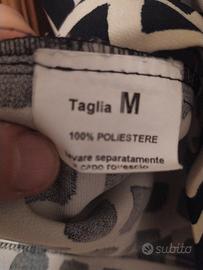 Taglia M
100% POLIESTERE
lavare separatamente
a capo rovescio
subito